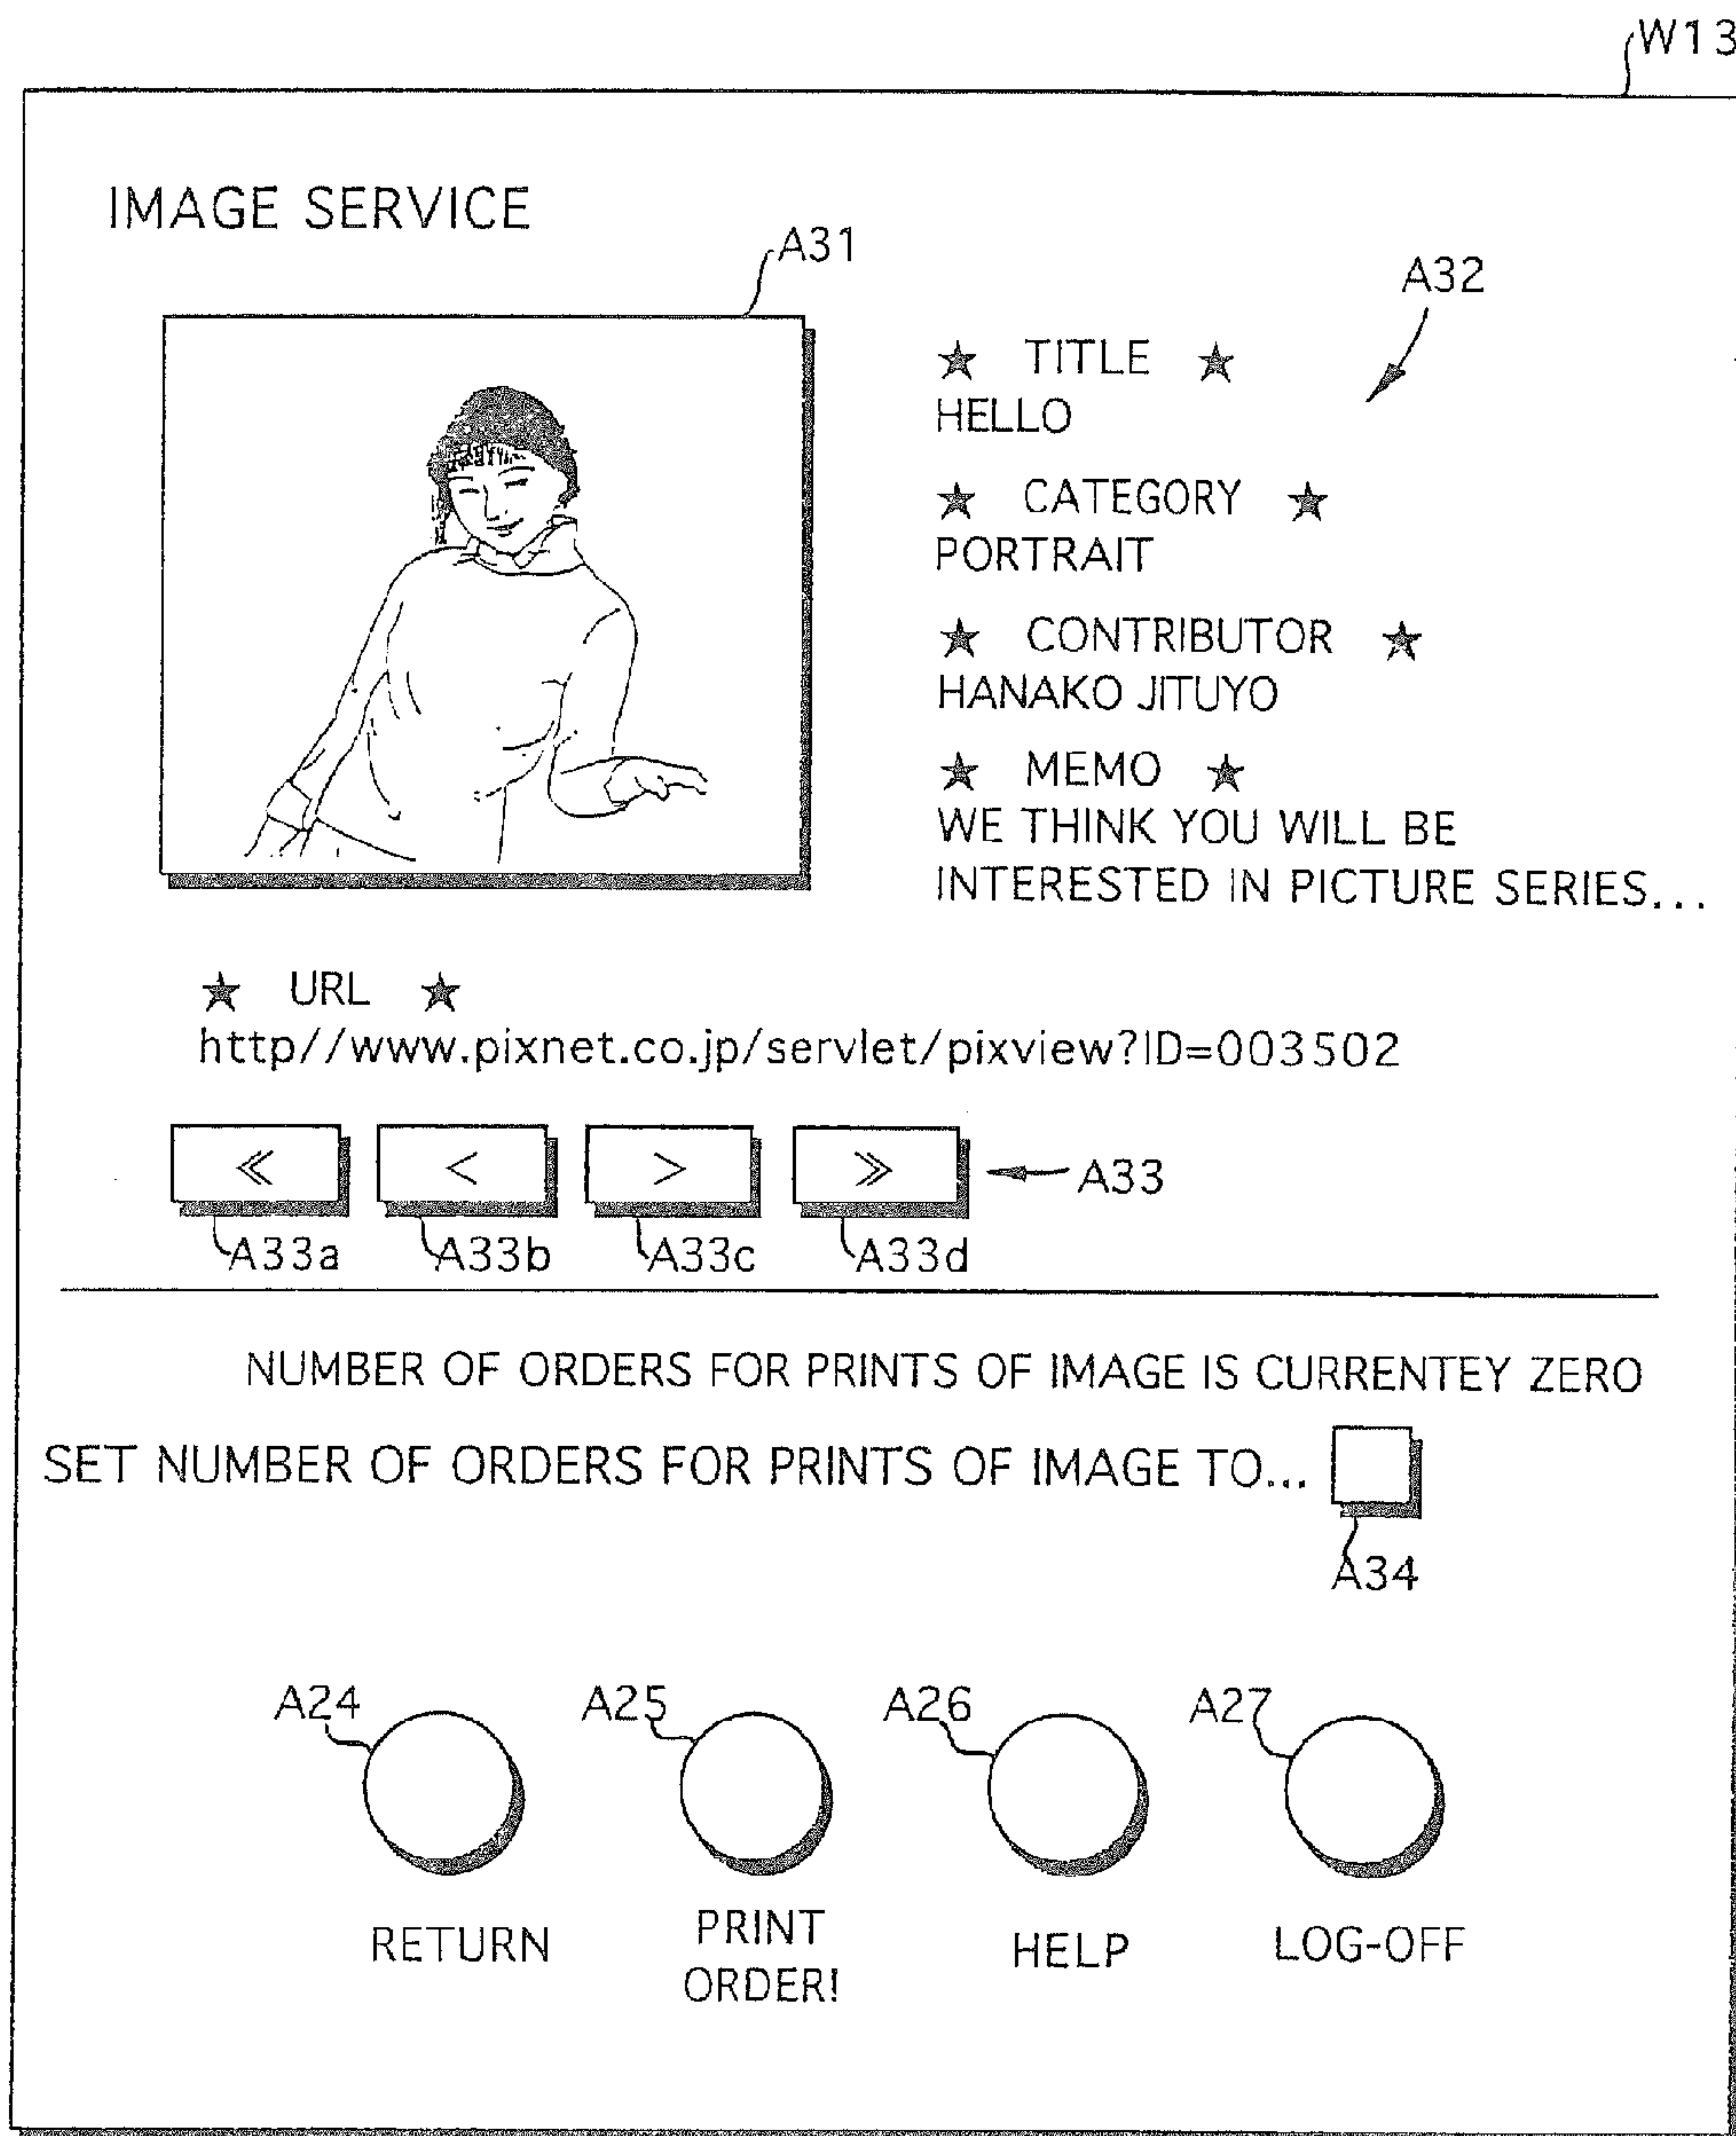 W13
IMAGE SERVICE
A31
A32
★ TITLE ★
HELLO
★ CATEGORY ★
PORTRAIT
★ CONTRIBUTOR ★
HANAKO JITUYO
★ MEMO ★
WE THINK YOU WILL BE
INTERESTED IN PICTURE SERIES...
★ URL ★
http//www.pixnet.co.jp/servlet/pixview?ID=003502
≪ < > ≫ A33
A33a A33b A33c A33d
NUMBER OF ORDERS FOR PRINTS OF IMAGE IS CURRENTEY ZERO
SET NUMBER OF ORDERS FOR PRINTS OF IMAGE TO...
A34
A24 A25 A26 A27
RETURN PRINT ORDER! HELP LOG-OFF